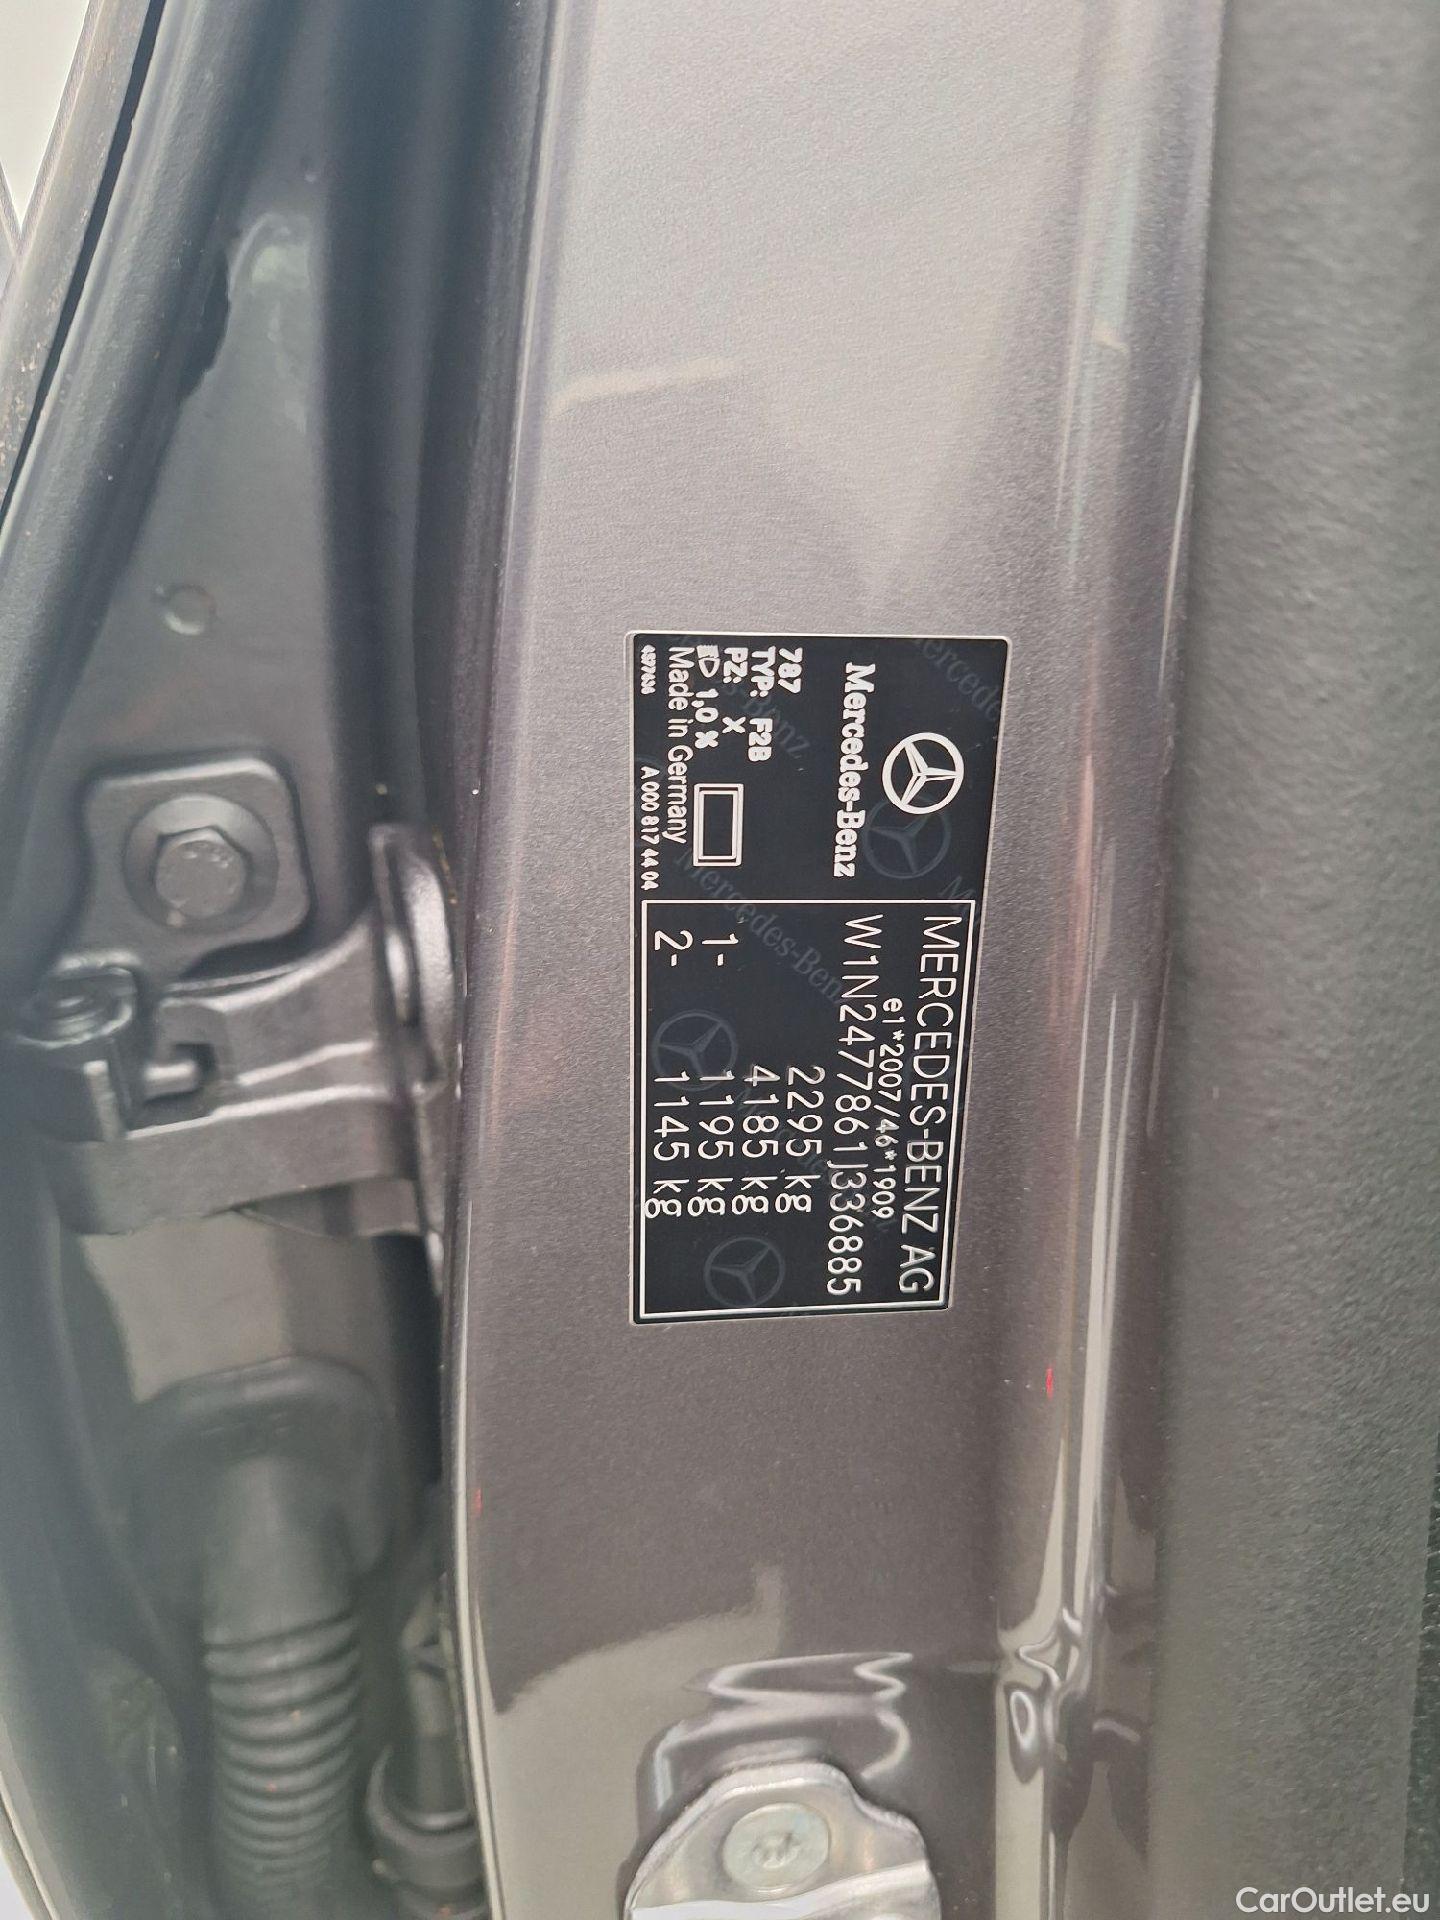 Mercedes-Benz
787
TYP: F2B
PZ: X
1,0 %
Made in Germany
4977636
A 000 817 44 04
MERCEDES-BENZ AG
e1*2007/46*1909
W1N2477861J336885
2295 kg
4185 kg
1- 1195 kg
2- 1145 kg
CarOutlet.eu